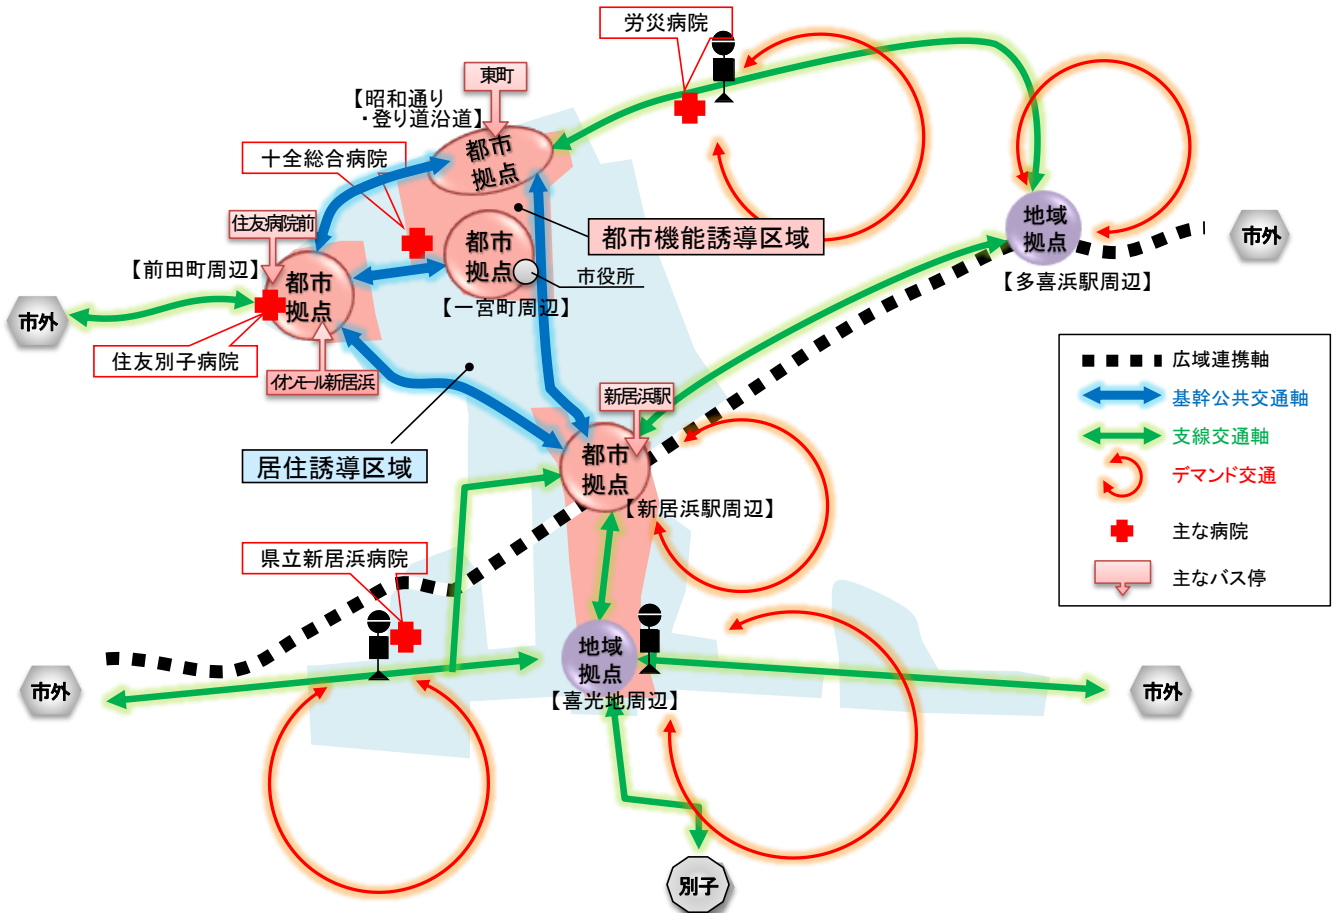 労災病院
東町
【昭和通り
・登り道沿道】
都市
拠点
十全総合病院
住友病院前
都市機能誘導区域
都市
拠点
市役所
【一宮町周辺】
【前田町周辺】
都市
拠点
市外
住友別子病院
イオンモール新居浜
地域
拠点
【多喜浜駅周辺】
市外
広域連携軸
基幹公共交通軸
支線交通軸
デマンド交通
主な病院
主なバス停
新居浜駅
居住誘導区域
都市
拠点
【新居浜駅周辺】
県立新居浜病院
地域
拠点
【喜光地周辺】
市外
市外
別子